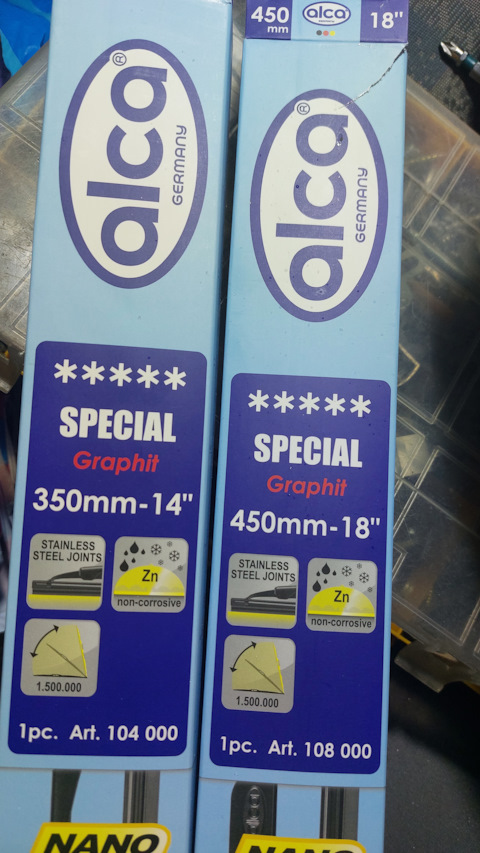 alca®
GERMANY
*****
SPECIAL
Graphit
350mm-14"
STAINLESS
STEEL JOINTS
Zn
non-corrosive
1.500.000
1pc. Art. 104 000
NANO
450
mm
alca
18"
alca®
GERMANY
*****
SPECIAL
Graphit
450mm-18"
STAINLESS
STEEL JOINTS
Zn
non-corrosive
1.500.000
1pc. Art. 108 000
NANO